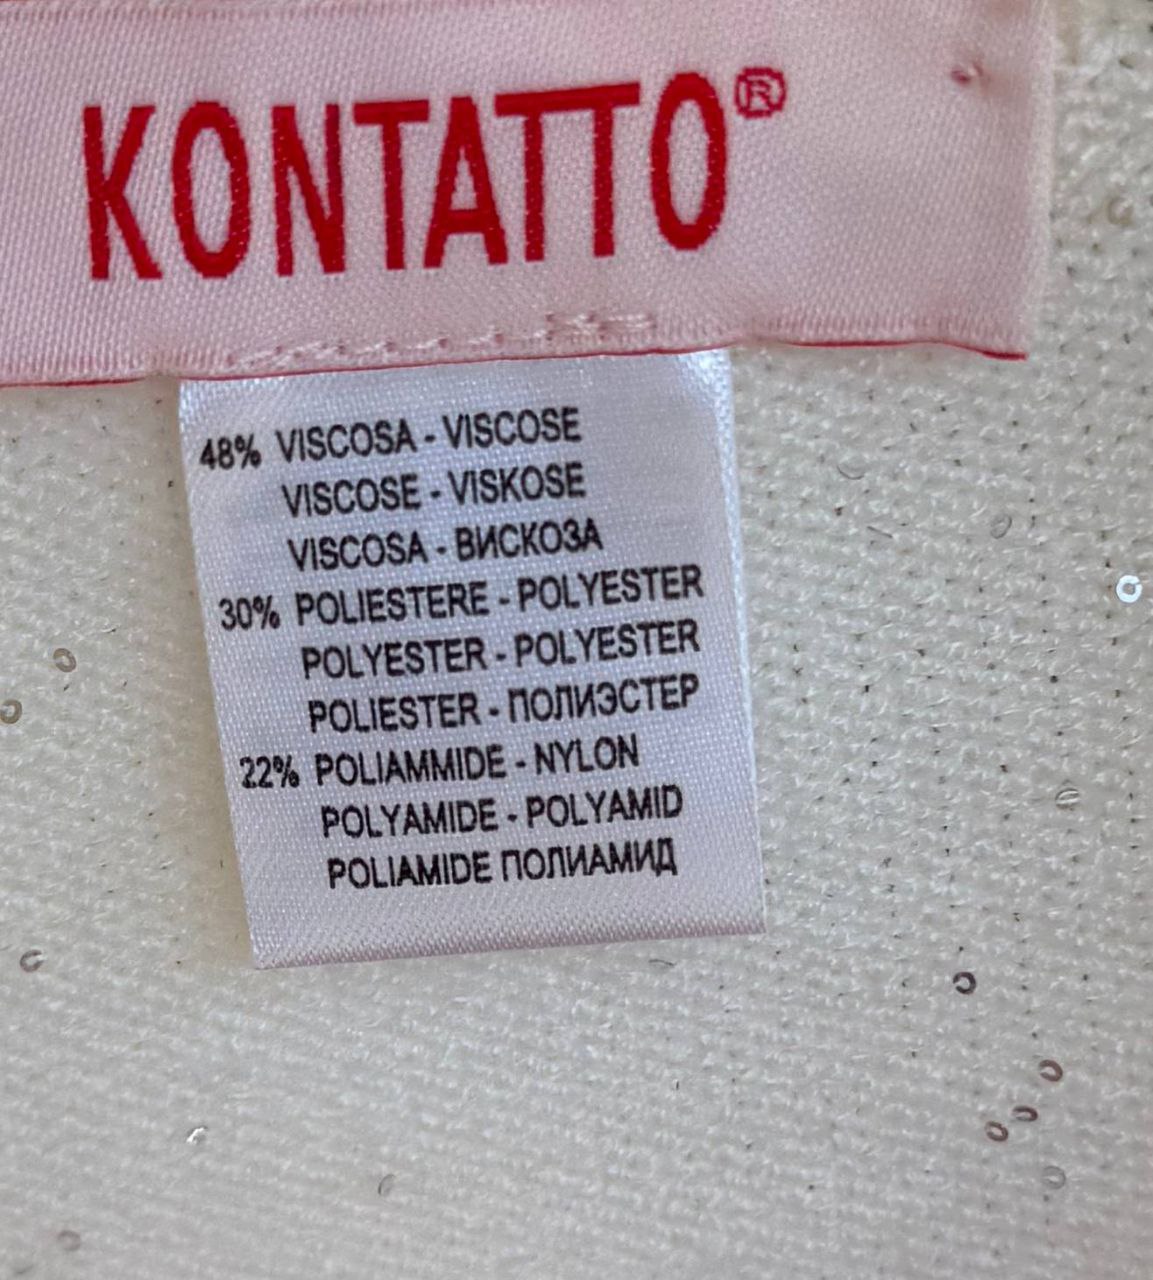 KONTATTO®
48% VISCOSA - VISCOSE
VISCOSE - VISKOSE
VISCOSA - ВИСКОЗА
30% POLIESTERE - POLYESTER
POLYESTER - POLYESTER
POLIESTER - ПОЛИЭСТЕР
22% POLIAMMIDE - NYLON
POLYAMIDE - POLYAMID
POLIAMIDE ПОЛИАМИД